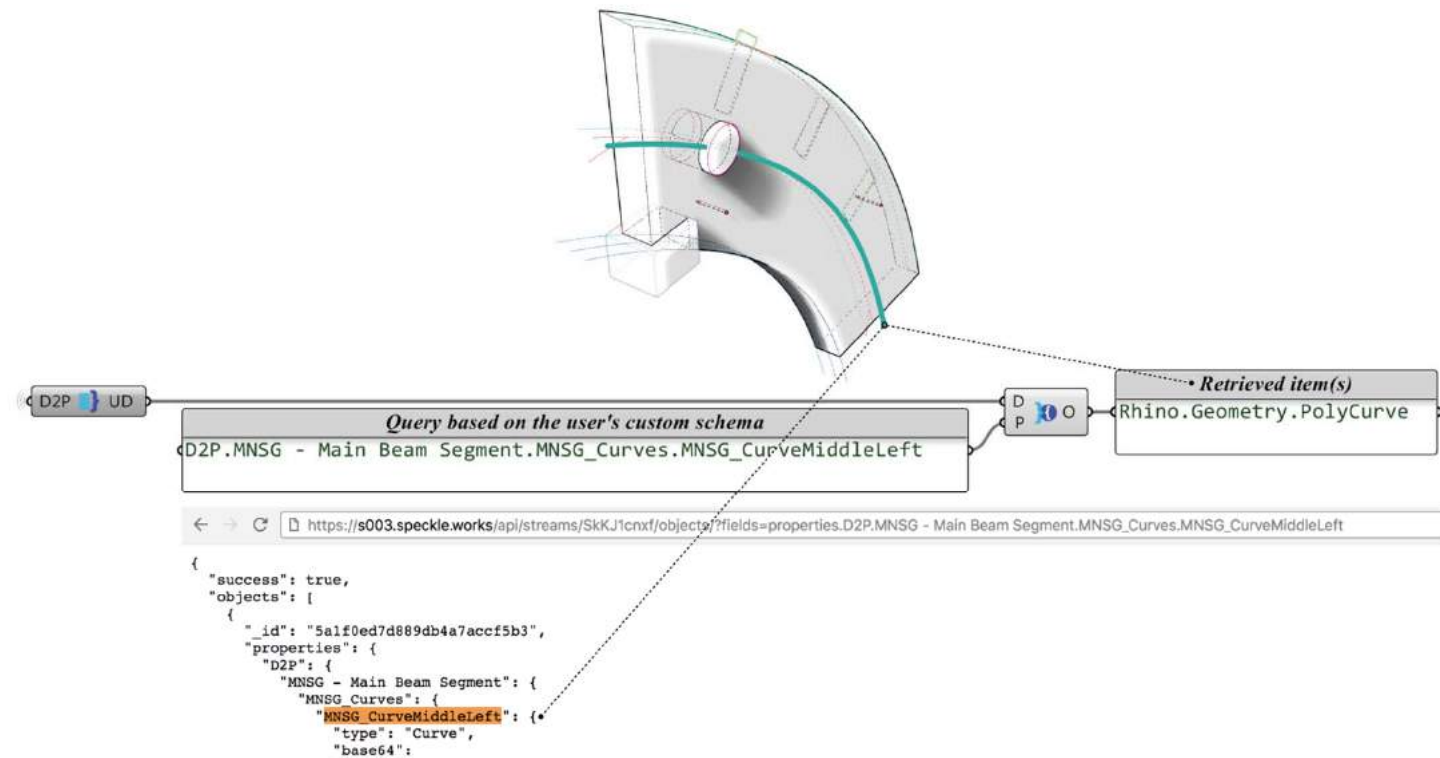 D2P UD
Query based on the user's custom schema
D2P.MNSG - Main Beam Segment.MNSG_Curves.MNSG_CurveMiddleLeft
D O
P
• Retrieved item(s)
Rhino.Geometry.PolyCurve
https://s003.speckle.works/api/streams/SkKJ1cnxf/objects/?fields=properties.D2P.MNSG - Main Beam Segment.MNSG_Curves.MNSG_CurveMiddleLeft
{
"success": true,
"objects": [
{
"_id": "5a1f0ed7d889db4a7accf5b3",
"properties": {
"D2P": {
"MNSG - Main Beam Segment": {
"MNSG_Curves": {
"MNSG_CurveMiddleLeft": {
"type": "Curve",
"base64":